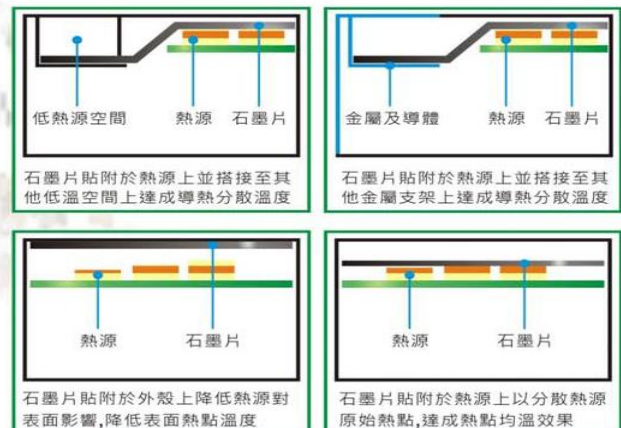 低熱源空間 熱源 石墨片
石墨片貼附於熱源上並搭接至其
他低溫空間上達成導熱分散溫度
金屬及導體 熱源 石墨片
石墨片貼附於熱源上並搭接至其
他金屬支架上達成導熱分散溫度
熱源 石墨片
石墨片貼附於外殼上降低熱源對
表面影響,降低表面熱點溫度
熱源 石墨片
石墨片貼附於熱源上以分散熱源
原始熱點,達成熱點均溫效果